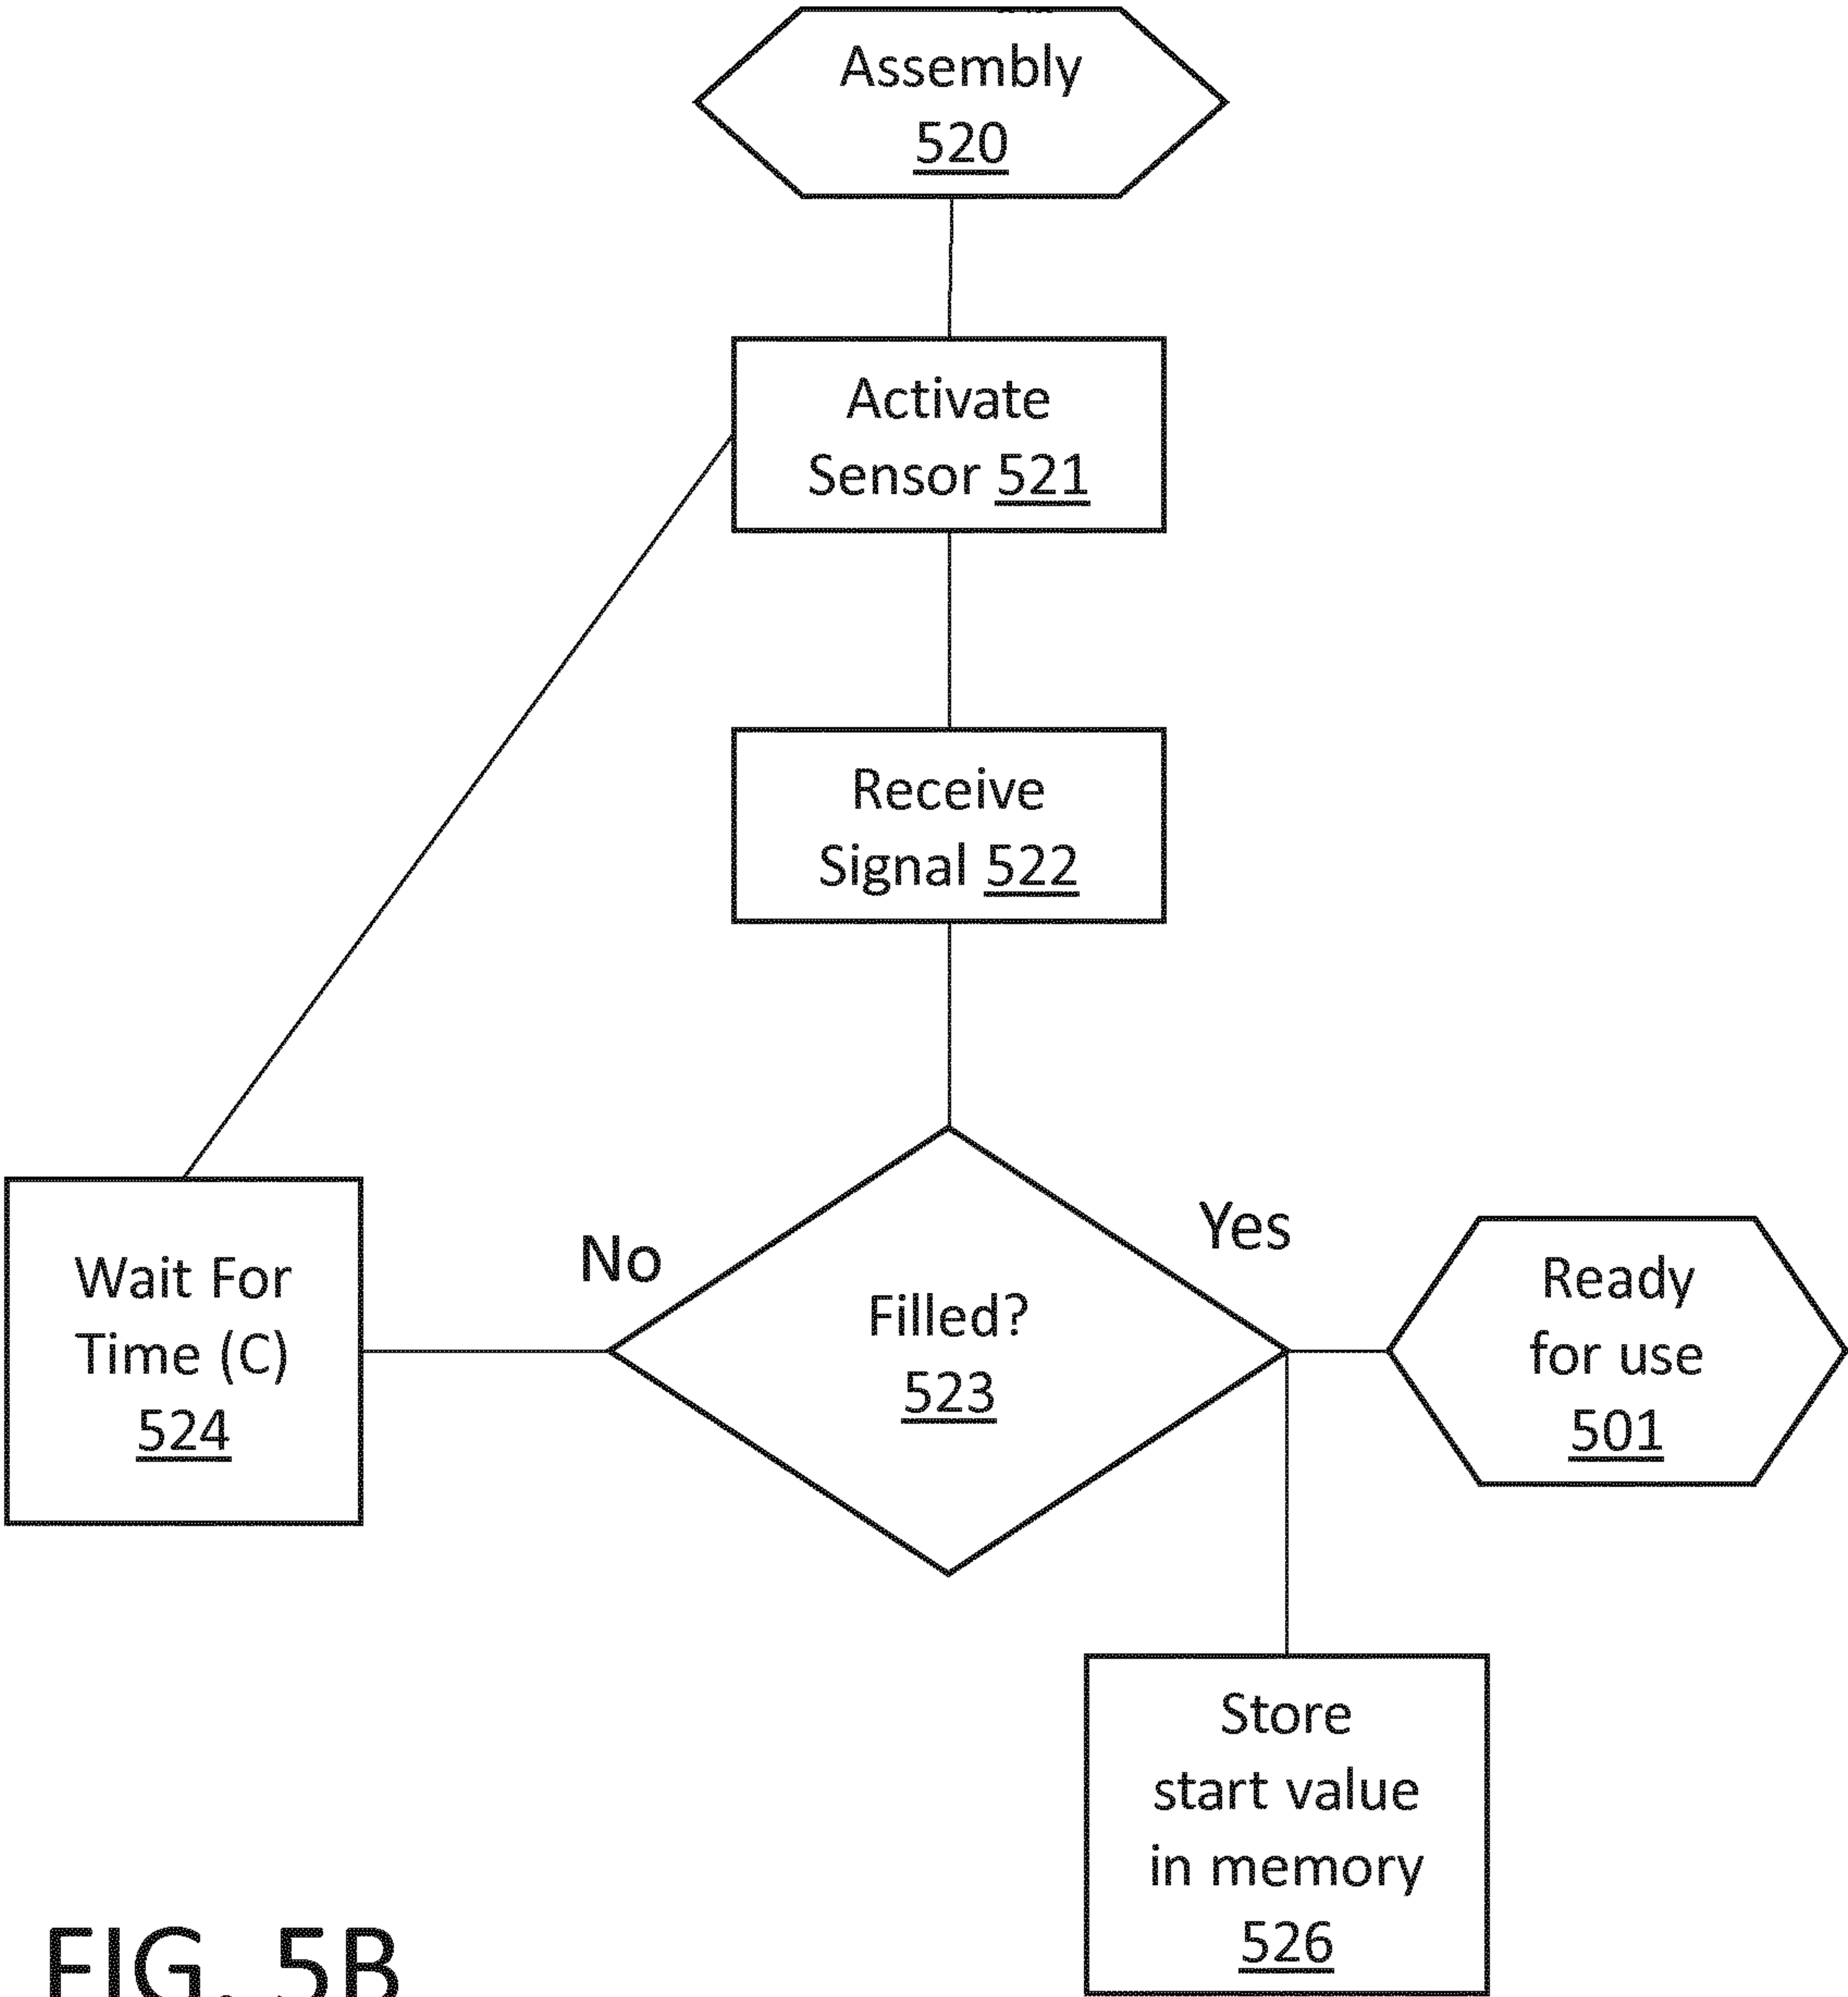 Assembly
520
Activate
Sensor 521
Receive
Signal 522
No
Yes
Wait For
Time (C)
524
Filled?
523
Ready
for use
501
Store
start value
in memory
526
FIG. 5B